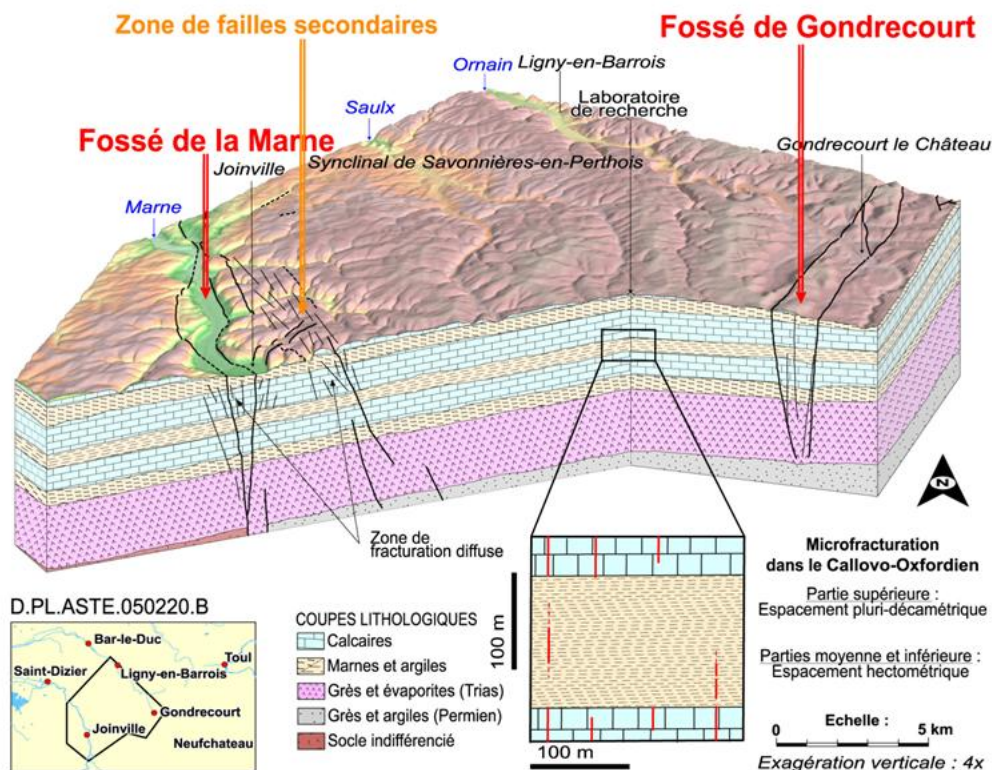 Zone de failles secondaires
Fossé de Gondrecourt
Ornain
Ligny-en-Barrois
Laboratoire
de recherche
Saulx
Fossé de la Marne
Gondrecourt le Château
Joinville
Synclinal de Savonnières-en-Perthois
Marne
N
Zone de
fracturation diffuse
D.PL.ASTE.050220.B
Bar-le-Duc
Toul
Saint-Dizier
Ligny-en-Barrois
Gondrecourt
Joinville
Neufchateau
COUPES LITHOLOGIQUES
Calcaires
Marnes et argiles
Grès et évaporites (Trias)
Grès et argiles (Permien)
Socle indifférencié
100 m
100 m
Microfracturation
dans le Callovo-Oxfordien
Partie supérieure :
Espacement pluri-décamétrique
Parties moyenne et inférieure :
Espacement hectométrique
Echelle :
0 5 km
Exagération verticale : 4x